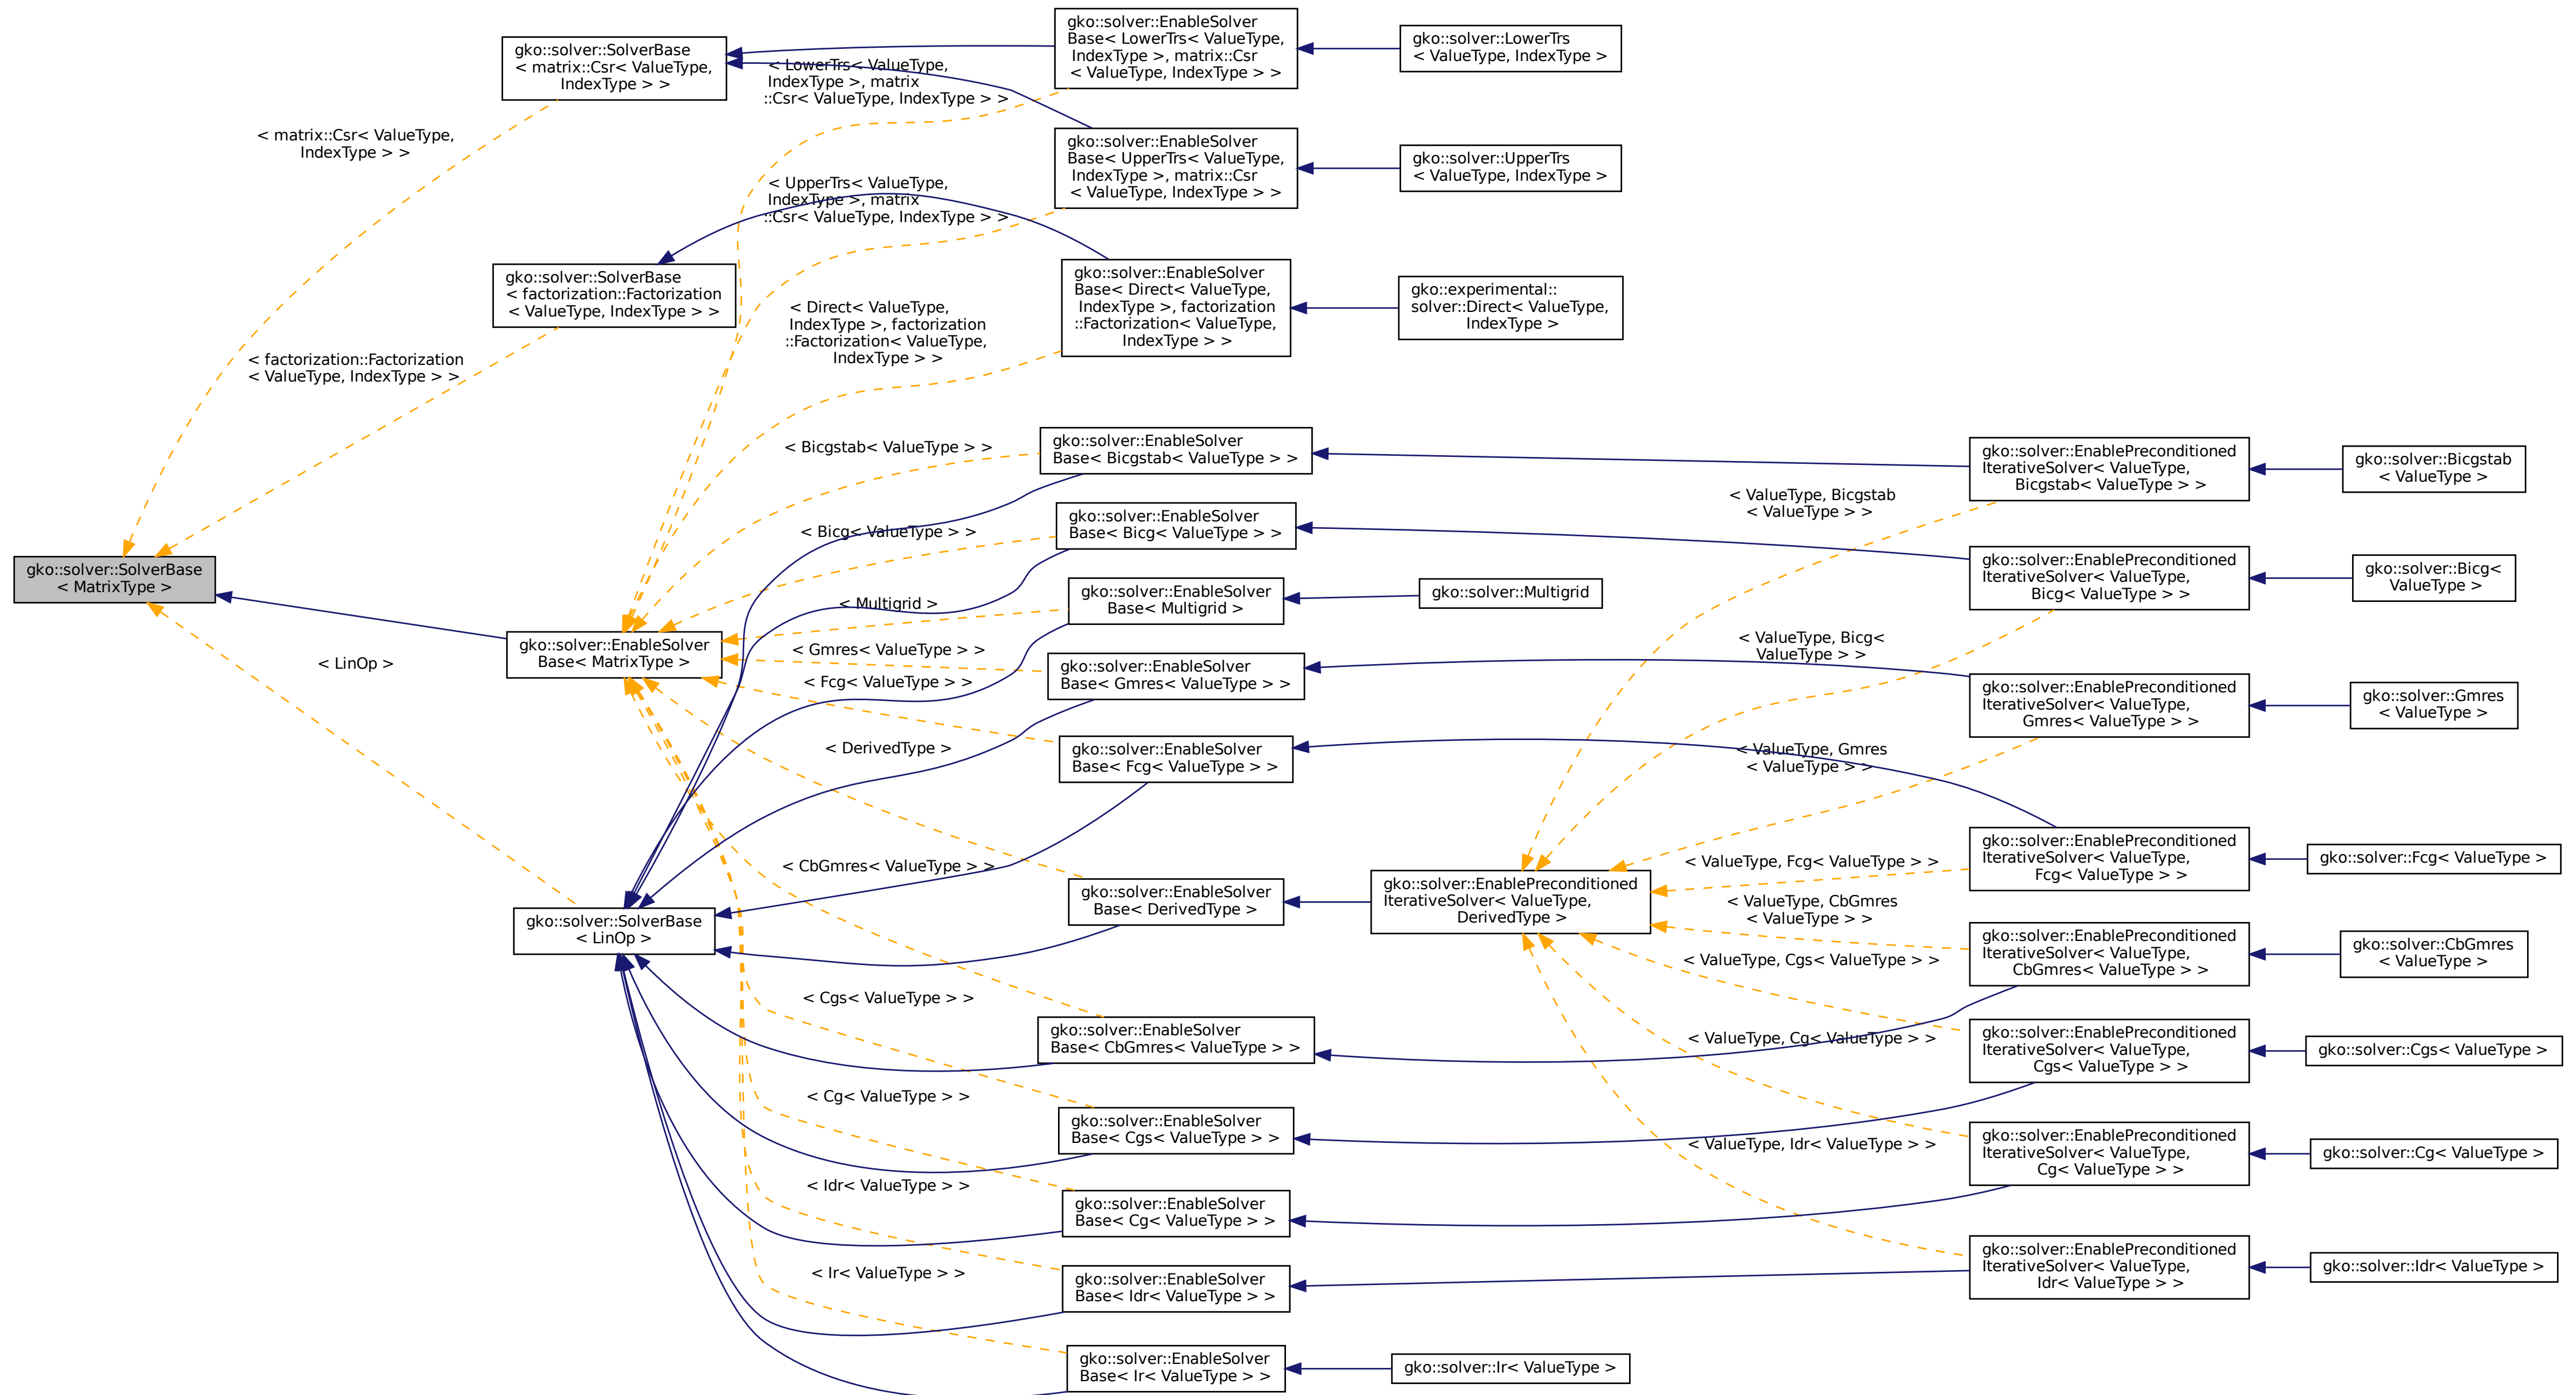 gko::solver::SolverBase
< MatrixType >
< matrix::Csr< ValueType,
IndexType > >
< factorization::Factorization
< ValueType, IndexType > >
< LinOp >
gko::solver::SolverBase
< matrix::Csr< ValueType,
IndexType > >
gko::solver::SolverBase
< factorization::Factorization
< ValueType, IndexType > >
gko::solver::EnableSolver
Base< MatrixType >
gko::solver::SolverBase
< LinOp >
< LowerTrs< ValueType,
IndexType >, matrix
::Csr< ValueType, IndexType > >
< UpperTrs< ValueType,
IndexType >, matrix
::Csr< ValueType, IndexType > >
< Direct< ValueType,
IndexType >, factorization
::Factorization< ValueType,
IndexType > >
< Bicgstab< ValueType > >
< Bicg< ValueType > >
< Multigrid >
< Gmres< ValueType > >
< Fcg< ValueType > >
< DerivedType >
< CbGmres< ValueType > >
< Cgs< ValueType > >
< Cg< ValueType > >
< Idr< ValueType > >
< Ir< ValueType > >
gko::solver::EnableSolver
Base< LowerTrs< ValueType,
IndexType >, matrix::Csr
< ValueType, IndexType > >
gko::solver::EnableSolver
Base< UpperTrs< ValueType,
IndexType >, matrix::Csr
< ValueType, IndexType > >
gko::solver::EnableSolver
Base< Direct< ValueType,
IndexType >, factorization
::Factorization< ValueType,
IndexType > >
gko::solver::EnableSolver
Base< Bicgstab< ValueType > >
gko::solver::EnableSolver
Base< Bicg< ValueType > >
gko::solver::EnableSolver
Base< Multigrid >
gko::solver::EnableSolver
Base< Gmres< ValueType > >
gko::solver::EnableSolver
Base< Fcg< ValueType > >
gko::solver::EnableSolver
Base< DerivedType >
gko::solver::EnableSolver
Base< CbGmres< ValueType > >
gko::solver::EnableSolver
Base< Cgs< ValueType > >
gko::solver::EnableSolver
Base< Cg< ValueType > >
gko::solver::EnableSolver
Base< Idr< ValueType > >
gko::solver::EnableSolver
Base< Ir< ValueType > >
gko::solver::LowerTrs
< ValueType, IndexType >
gko::solver::UpperTrs
< ValueType, IndexType >
gko::experimental::
solver::Direct< ValueType,
IndexType >
gko::solver::Multigrid
gko::solver::EnablePreconditioned
IterativeSolver< ValueType,
DerivedType >
gko::solver::Ir< ValueType >
< ValueType, Bicgstab
< ValueType > >
< ValueType, Bicg<
ValueType > >
< ValueType, Gmres
< ValueType > >
< ValueType, Fcg< ValueType > >
< ValueType, CbGmres
< ValueType > >
< ValueType, Cgs< ValueType > >
< ValueType, Cg< ValueType > >
< ValueType, Idr< ValueType > >
gko::solver::EnablePreconditioned
IterativeSolver< ValueType,
Bicgstab< ValueType > >
gko::solver::EnablePreconditioned
IterativeSolver< ValueType,
Bicg< ValueType > >
gko::solver::EnablePreconditioned
IterativeSolver< ValueType,
Gmres< ValueType > >
gko::solver::EnablePreconditioned
IterativeSolver< ValueType,
Fcg< ValueType > >
gko::solver::EnablePreconditioned
IterativeSolver< ValueType,
CbGmres< ValueType > >
gko::solver::EnablePreconditioned
IterativeSolver< ValueType,
Cgs< ValueType > >
gko::solver::EnablePreconditioned
IterativeSolver< ValueType,
Cg< ValueType > >
gko::solver::EnablePreconditioned
IterativeSolver< ValueType,
Idr< ValueType > >
gko::solver::Bicgstab
< ValueType >
gko::solver::Bicg<
ValueType >
gko::solver::Gmres
< ValueType >
gko::solver::Fcg< ValueType >
gko::solver::CbGmres
< ValueType >
gko::solver::Cgs< ValueType >
gko::solver::Cg< ValueType >
gko::solver::Idr< ValueType >